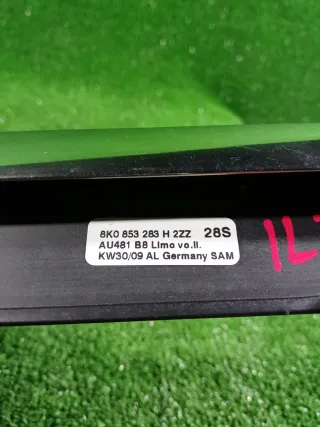 8K0 853 283 H 2ZZ 28S
AU481 B8 Limo vo.li.
KW30/09 AL Germany SAM